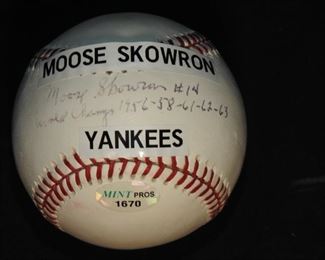 MOOSE SKOWRON
Moose Skowron #14
World Champs 1956-58-61-62-63
YANKEES
MINT PROS
1670